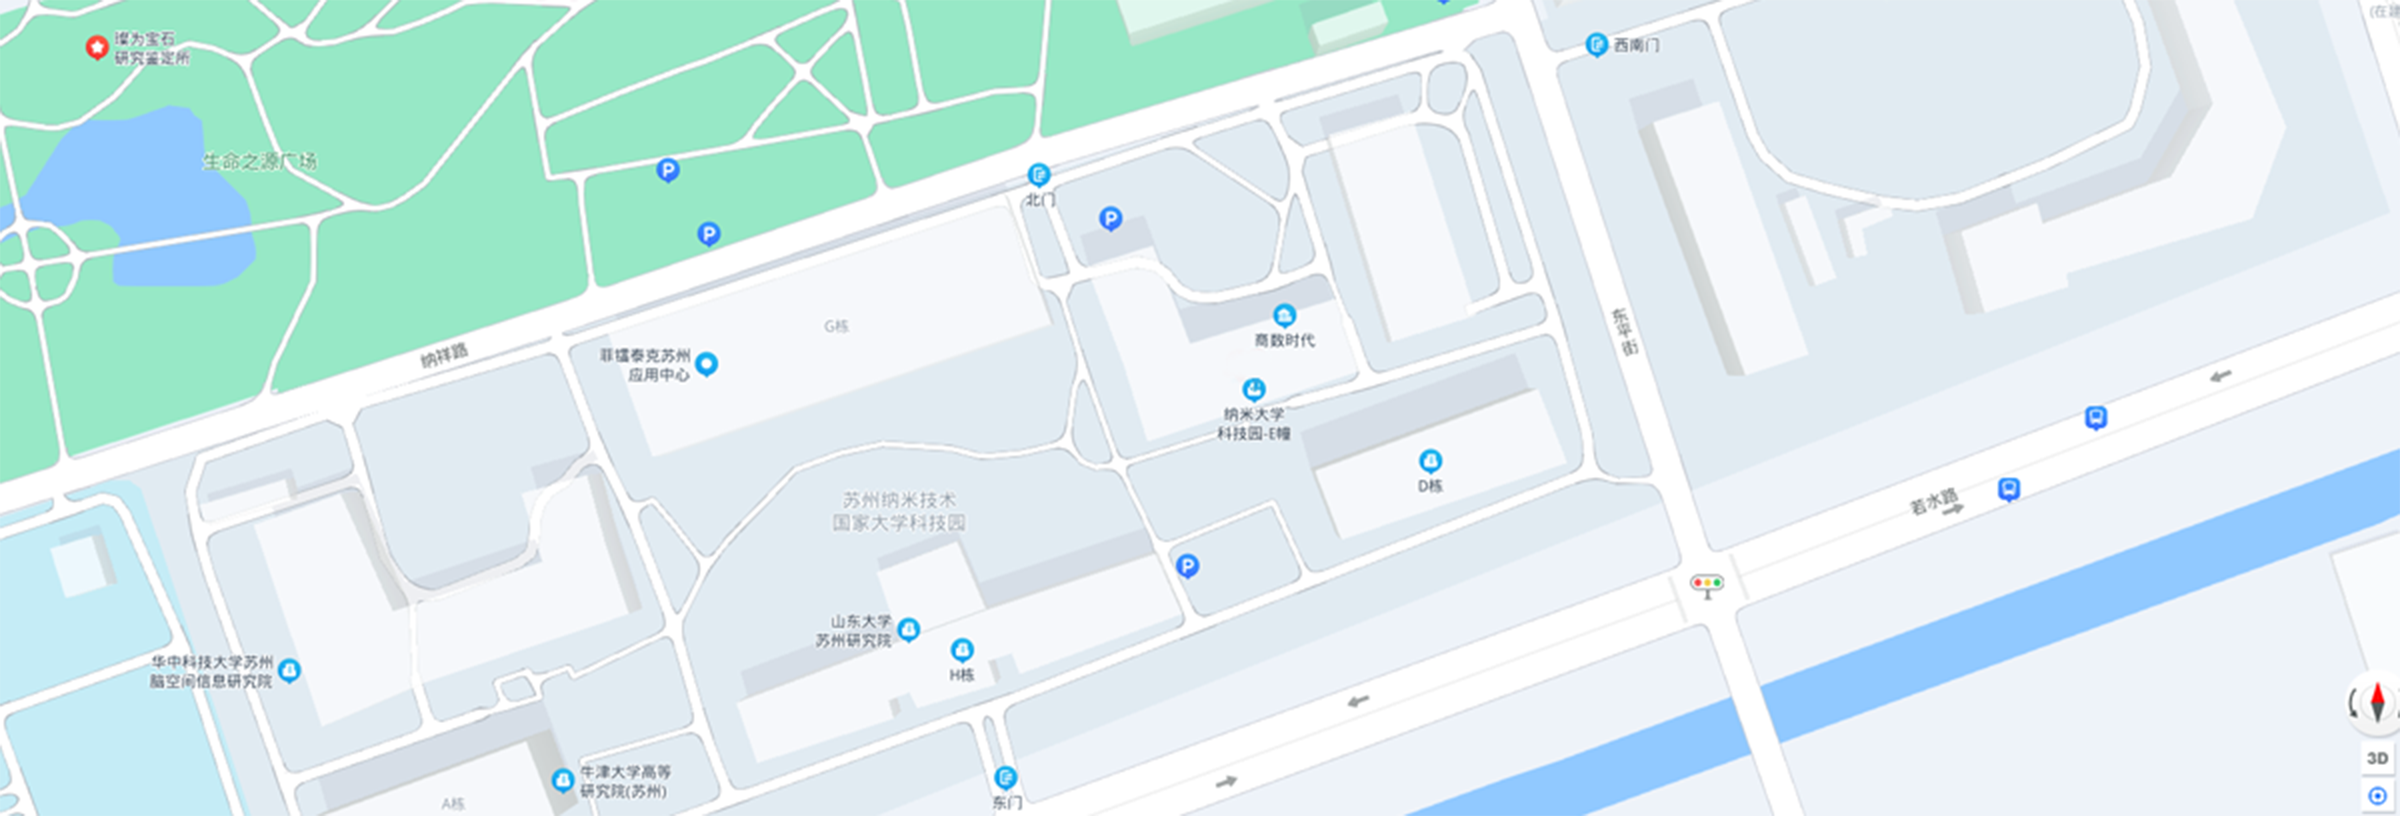 璨为宝石
研究鉴定所
西南门
(在建
生命之源广场
P
P
北门
P
G栋
纳祥路
菲镭泰克苏州
应用中心
商数时代
东平街
纳米大学
科技园-E幢
D栋
苏州纳米技术
国家大学科技园
若水路
P
山东大学
苏州研究院
H栋
华中科技大学苏州
脑空间信息研究院
牛津大学高等
研究院(苏州)
A栋
东门
3D